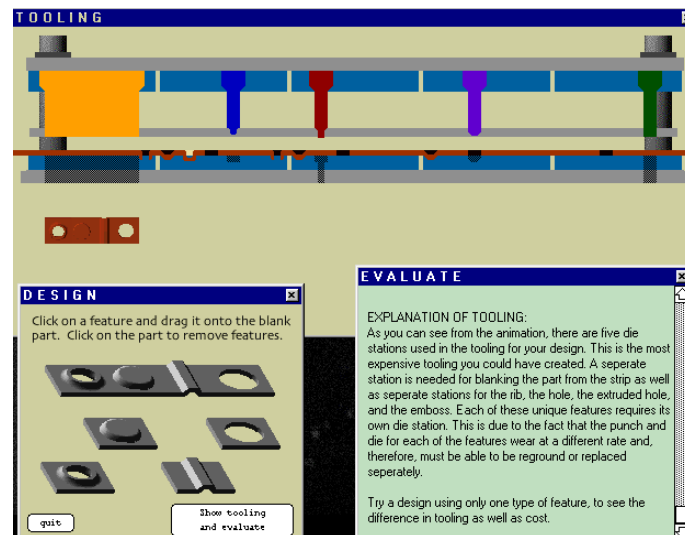 TOOLING
DESIGN
Click on a feature and drag it onto the blank
part. Click on the part to remove features.
quit
Show tooling
and evaluate
EVALUATE
EXPLANATION OF TOOLING:
As you can see from the animation, there are five die
stations used in the tooling for your design. This is the most
expensive tooling you could have created. A seperate
station is needed for blanking the part from the strip as well
as seperate stations for the rib, the hole, the extruded hole,
and the emboss. Each of these unique features requires its
own die station. This is due to the fact that the punch and
die for each of the features wear at a different rate and,
therefore, must be able to be reground or replaced
seperately.
Try a design using only one type of feature, to see the
difference in tooling as well as cost.